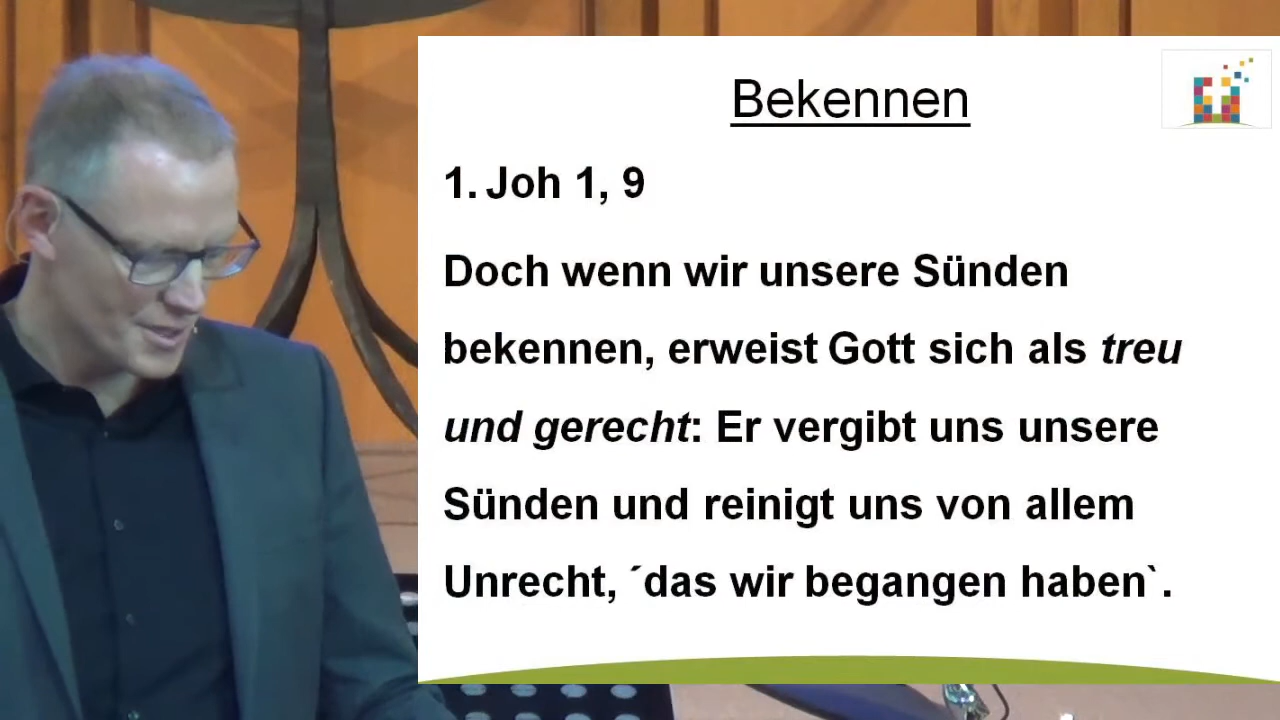 Bekennen
1. Joh 1, 9
Doch wenn wir unsere Sünden
bekennen, erweist Gott sich als treu
und gerecht: Er vergibt uns unsere
Sünden und reinigt uns von allem
Unrecht, ´das wir begangen haben`.